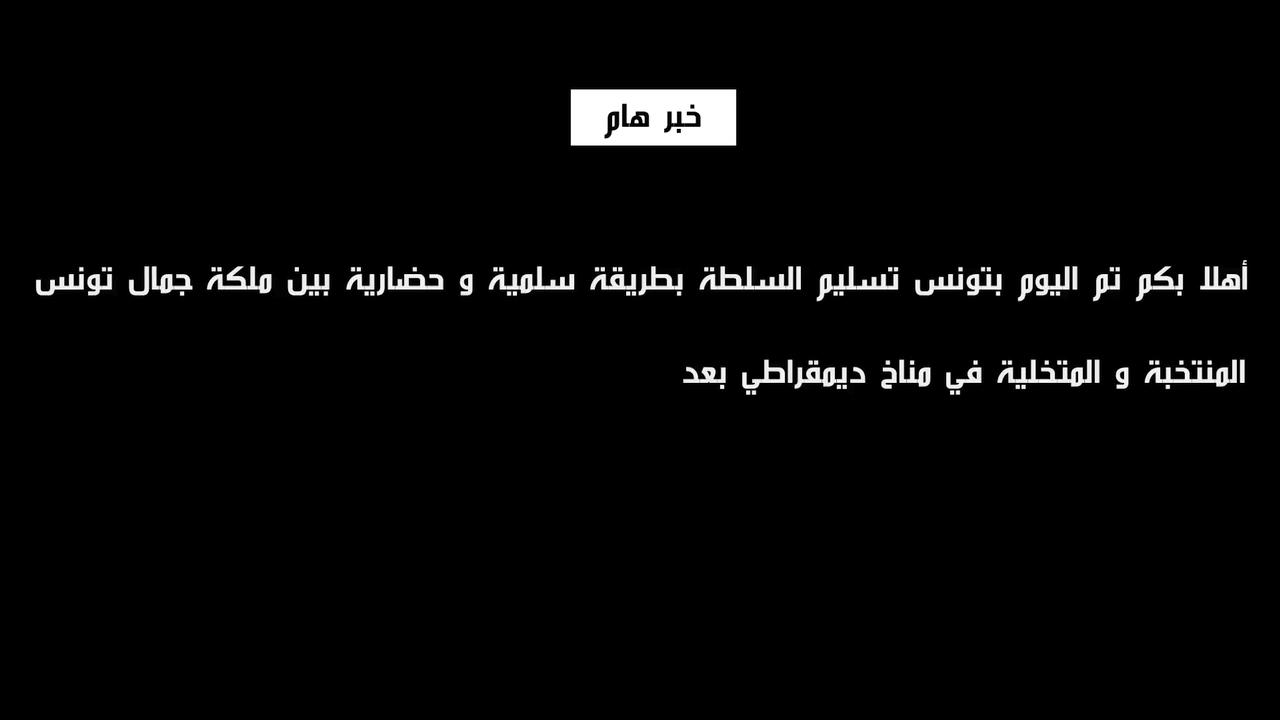 خبر هام
أهلا بكم تم اليوم بتونس تسليم السلطة بطريقة سلمية و حضارية بين ملكة جمال تونس
المنتخبة و المتخلية في مناخ ديمقراطي بعد